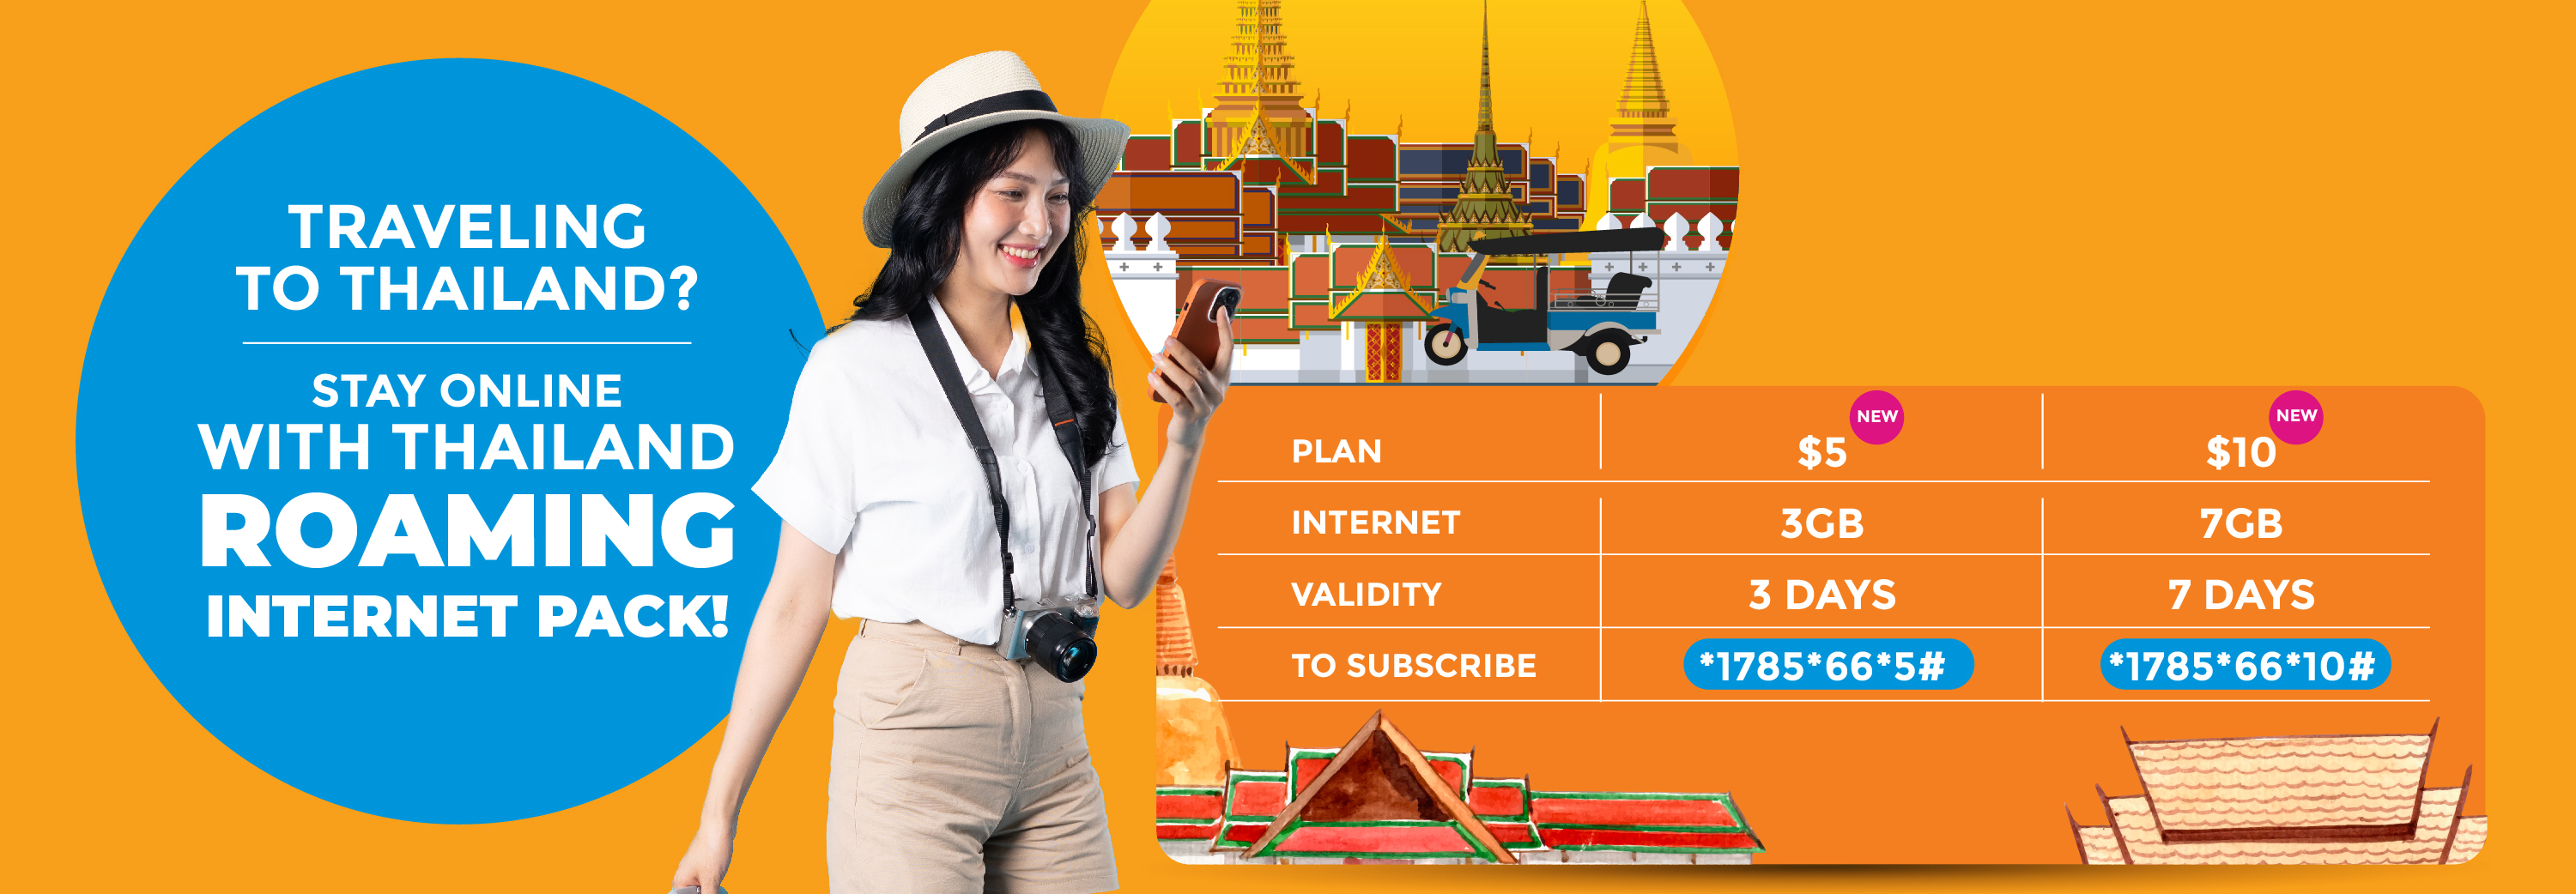 TRAVELING
TO THAILAND?
STAY ONLINE
WITH THAILAND
ROAMING
INTERNET PACK!
PLAN $5 NEW $10 NEW
INTERNET 3GB 7GB
VALIDITY 3 DAYS 7 DAYS
TO SUBSCRIBE *1785*66*5# *1785*66*10#